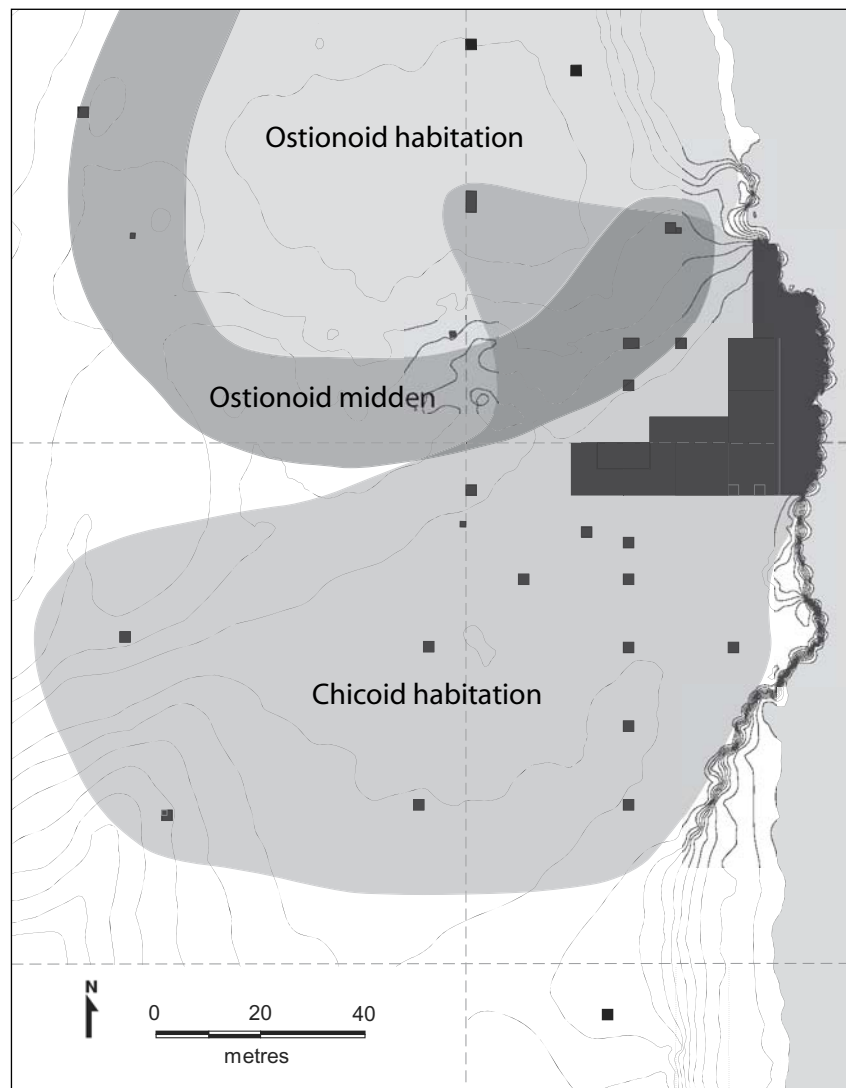 Ostionoid habitation
Ostionoid midden
Chicoid habitation
N
0 20 40
metres